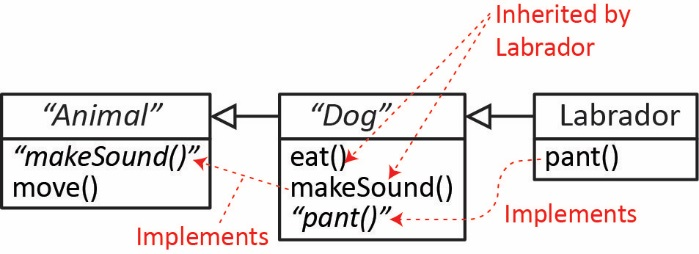 Inherited by
Labrador
“Animal”
“makeSound()”
move()
“Dog”
eat()
makeSound()
“pant()”
Labrador
pant()
Implements
Implements